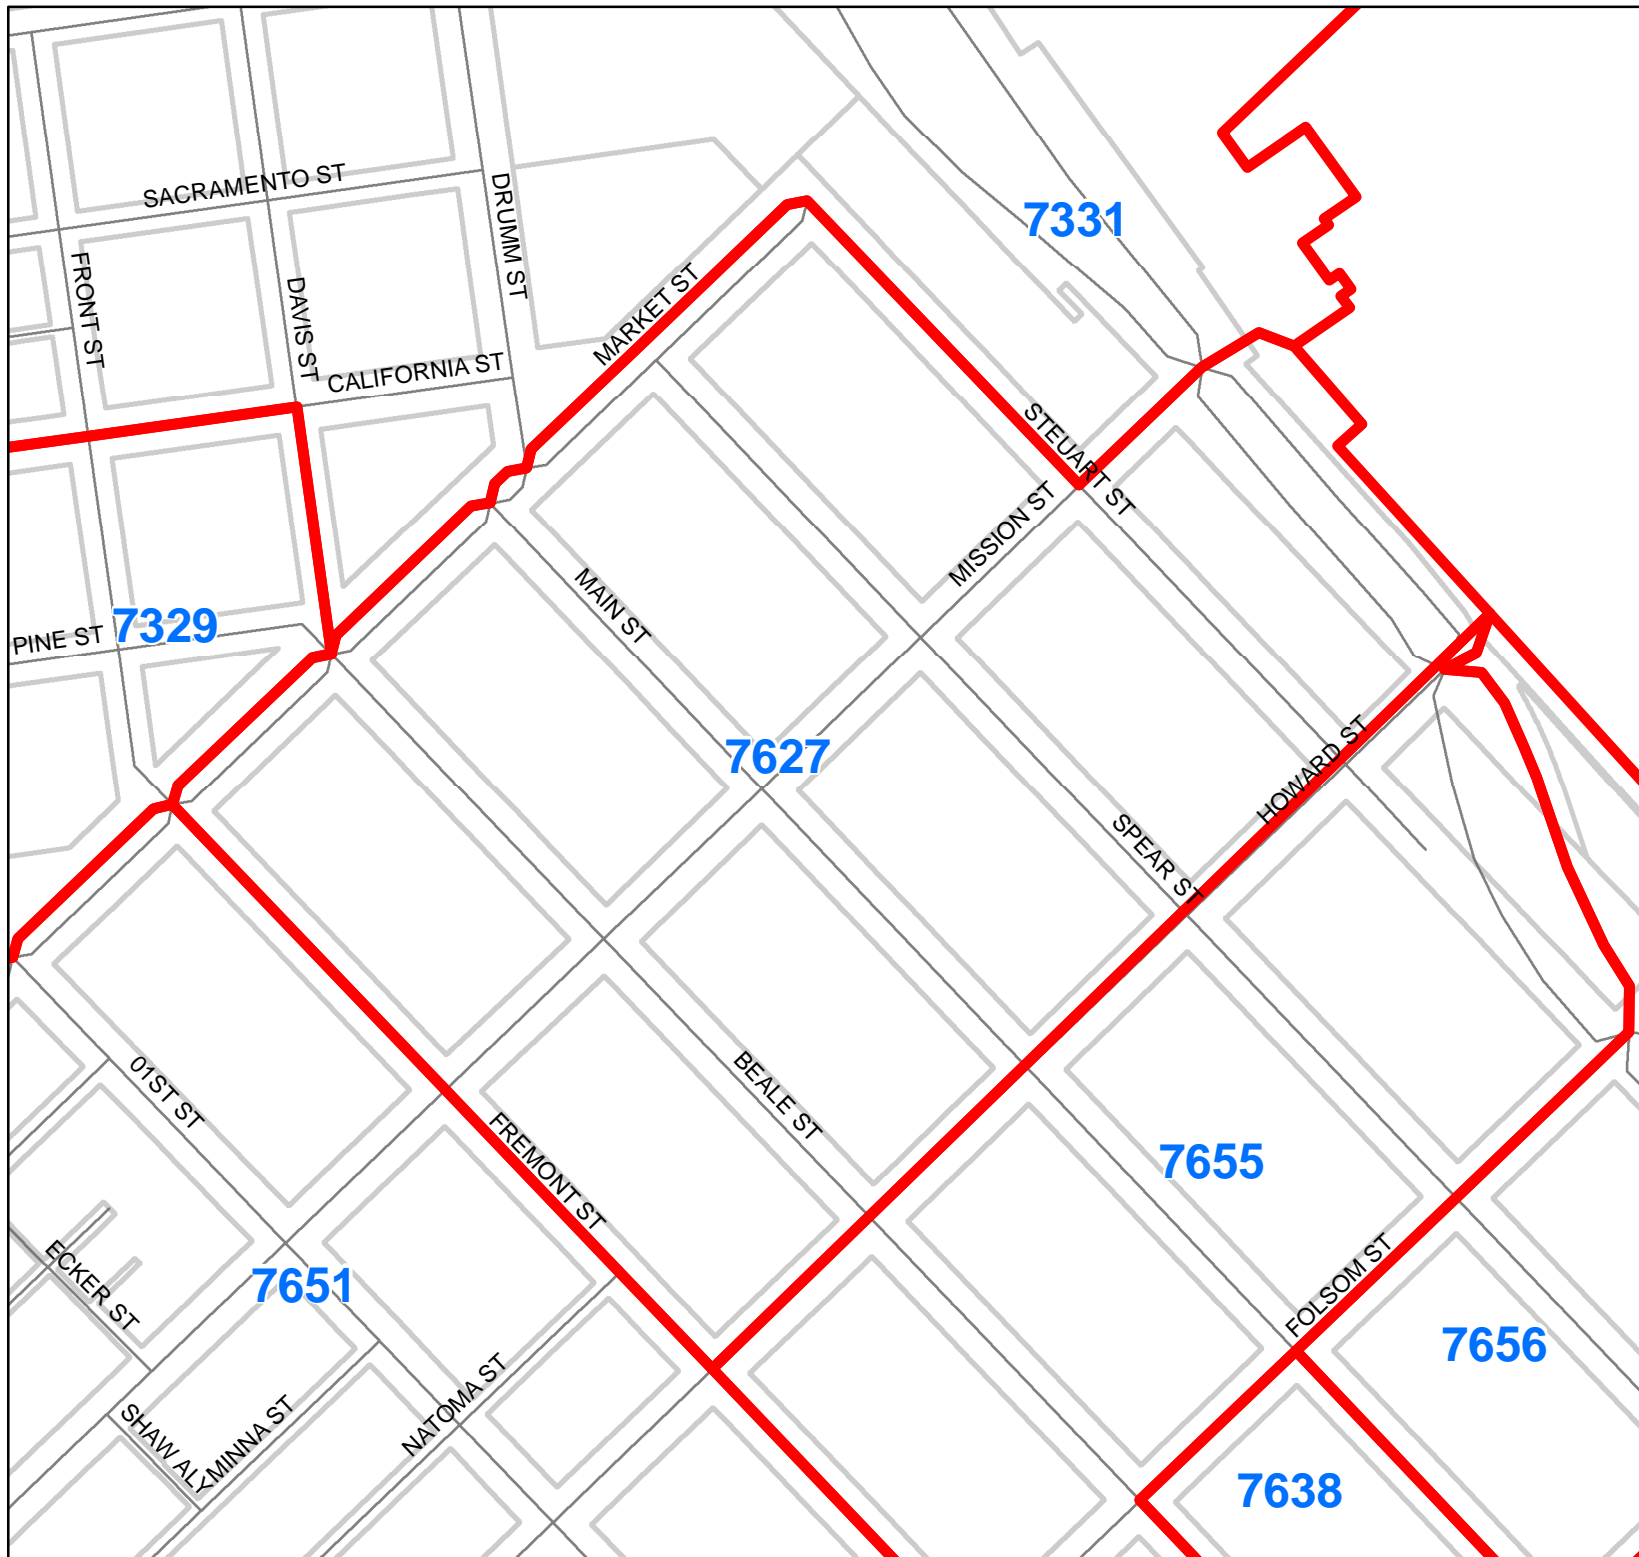 SACRAMENTO ST
DRUMM ST
7331
FRONT ST
DAVIS ST
MARKET ST
CALIFORNIA ST
STEUART ST
MISSION ST
MAIN ST
PINE ST
7329
7627
HOWARD ST
SPEAR ST
01ST ST
BEALE ST
FREMONT ST
7655
ECKER ST
7651
FOLSOM ST
7656
NATOMA ST
SHAW ALY
MINNA ST
7638